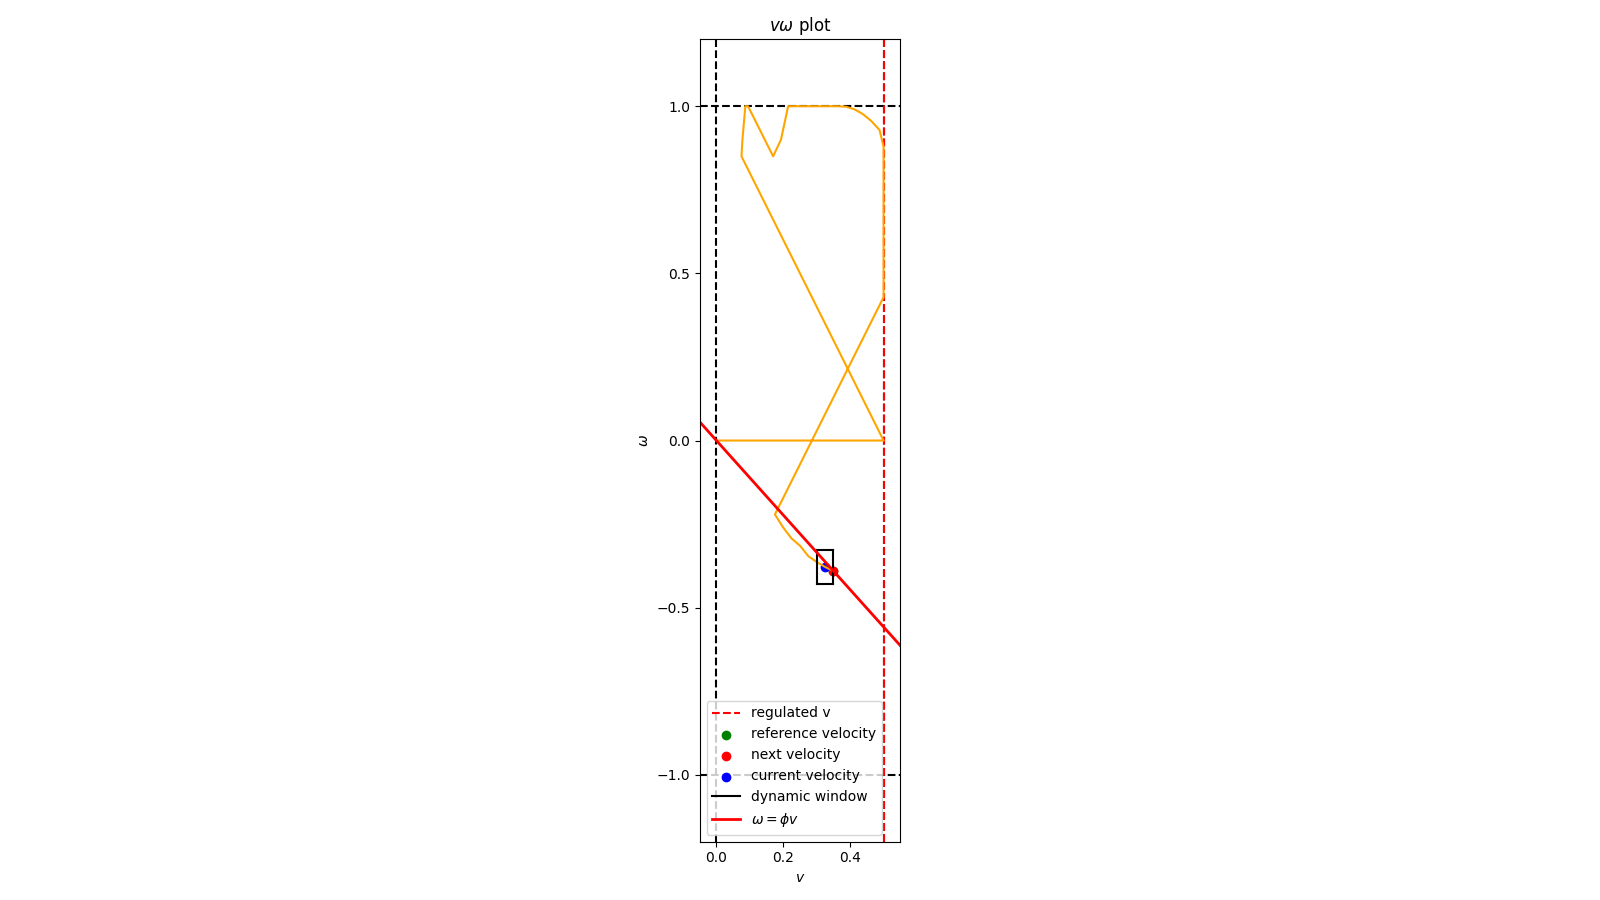 vω plot
1.0
0.5
0.0
−0.5
−1.0
ω
0.0 0.2 0.4
v
regulated v
reference velocity
next velocity
current velocity
dynamic window
ω = ϕv